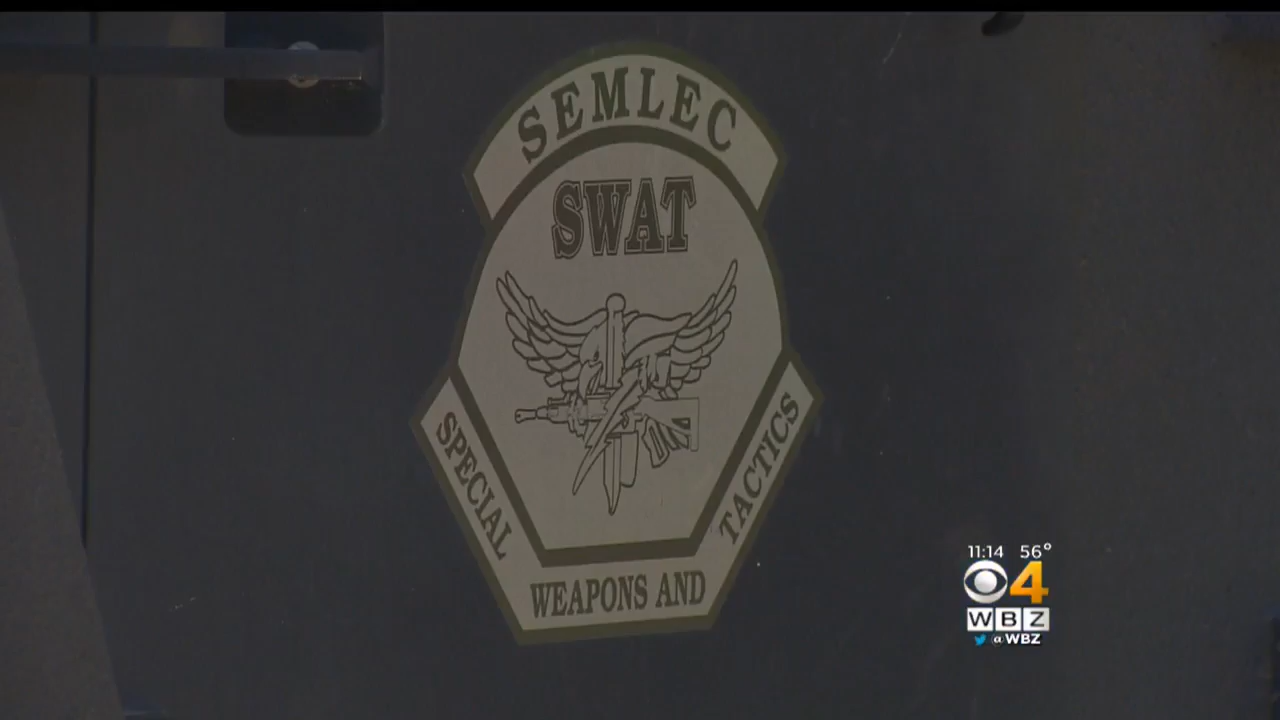 SEMLEC
SWAT
SPECIAL
WEAPONS AND
TACTICS
11:14 56°
4
WBZ
@WBZ